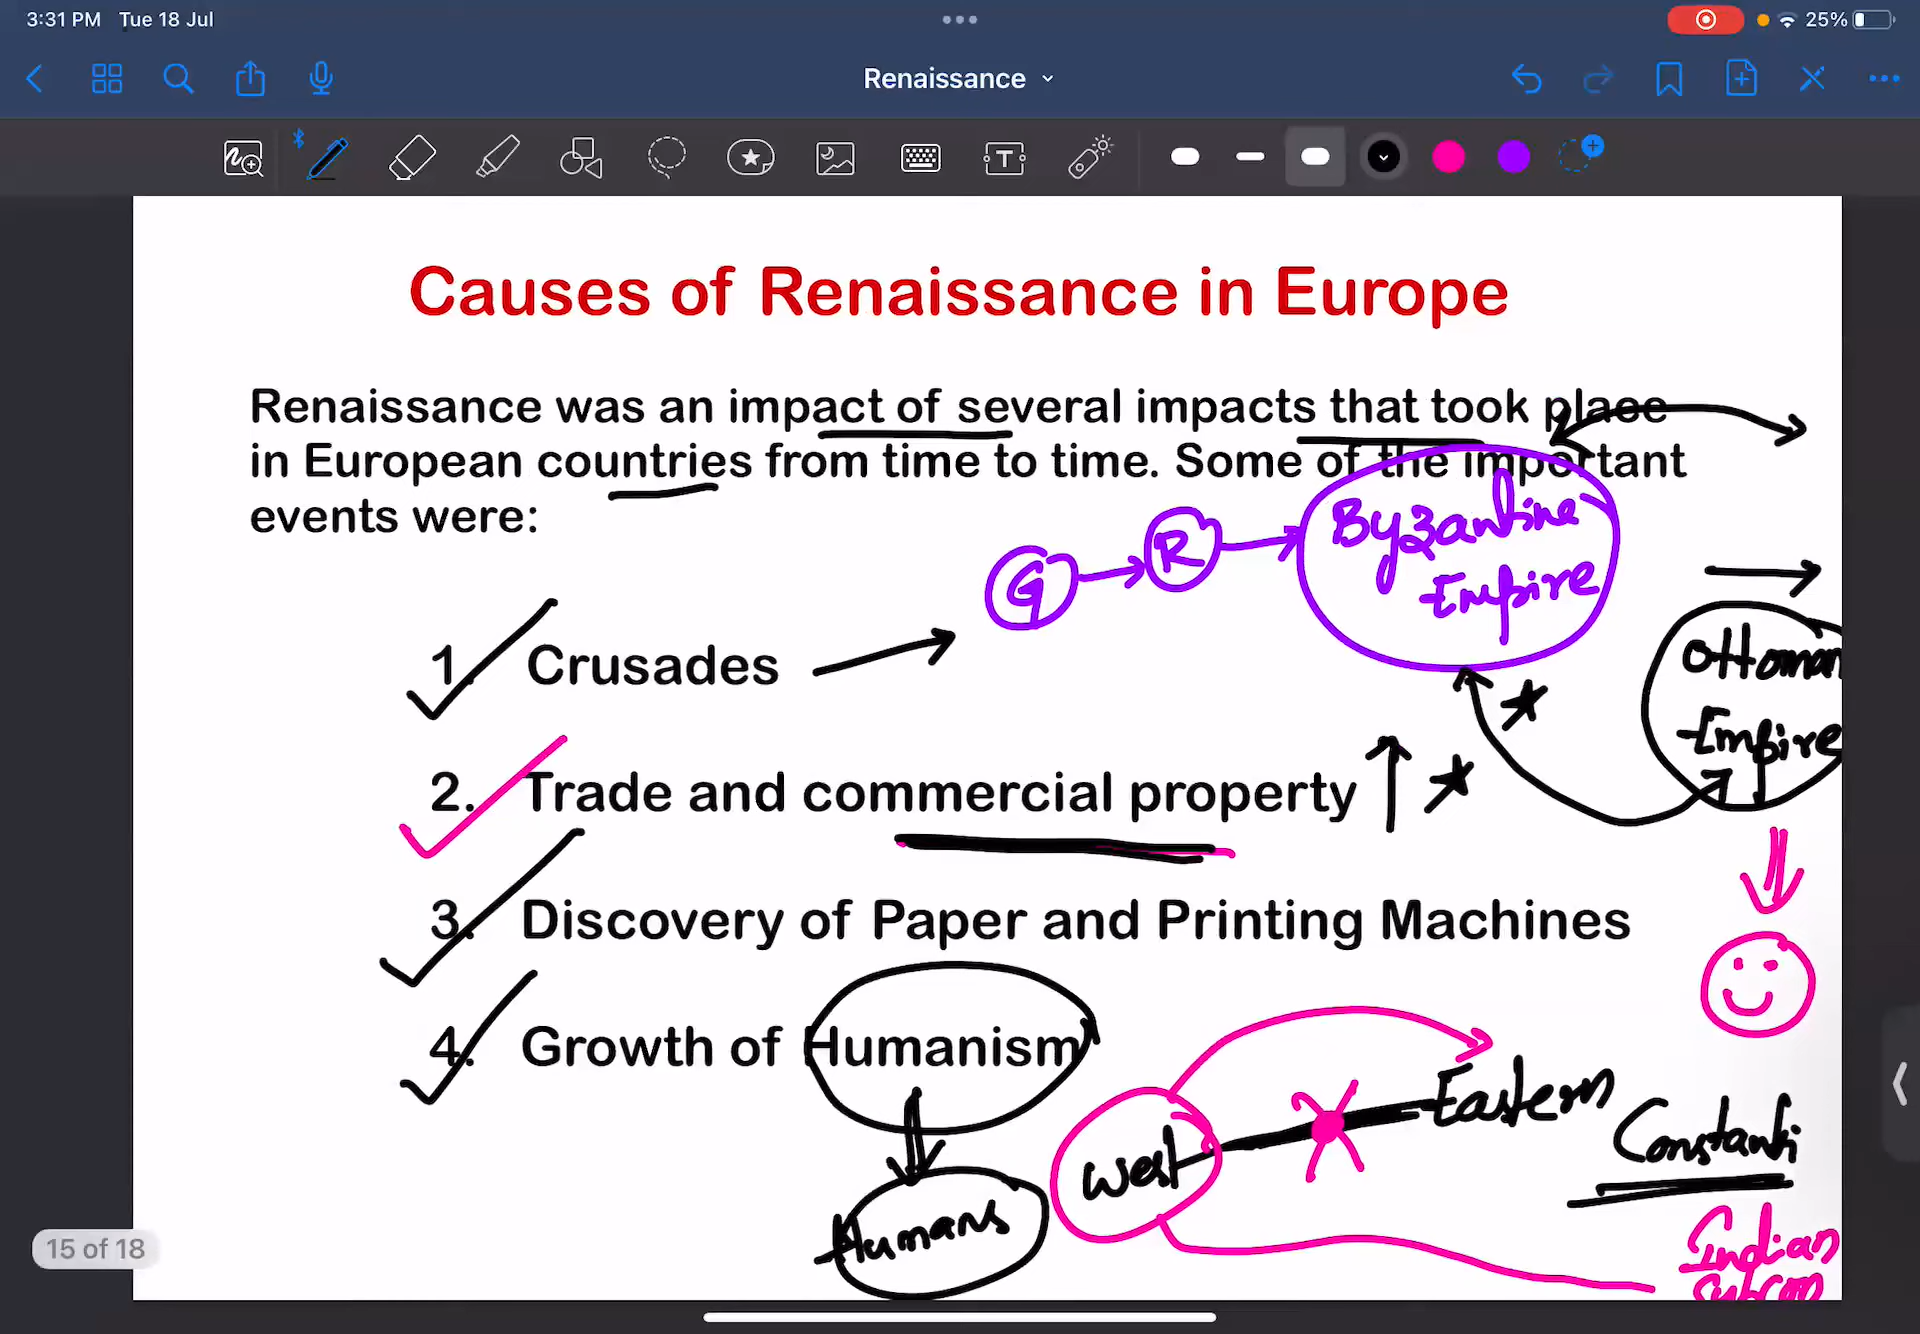 3:31 PM Tue 18 Jul
25%
Renaissance
T
Causes of Renaissance in Europe
Renaissance was an impact of several impacts that took place
in European countries from time to time. Some of the important
events were:
G R Byzantine
Empire
1. Crusades
Ottoman
Empire
2. Trade and commercial property
3. Discovery of Paper and Printing Machines
4. Growth of Humanism
Eastern
Constanti
West
Humans
Indian
Subcon
15 of 18